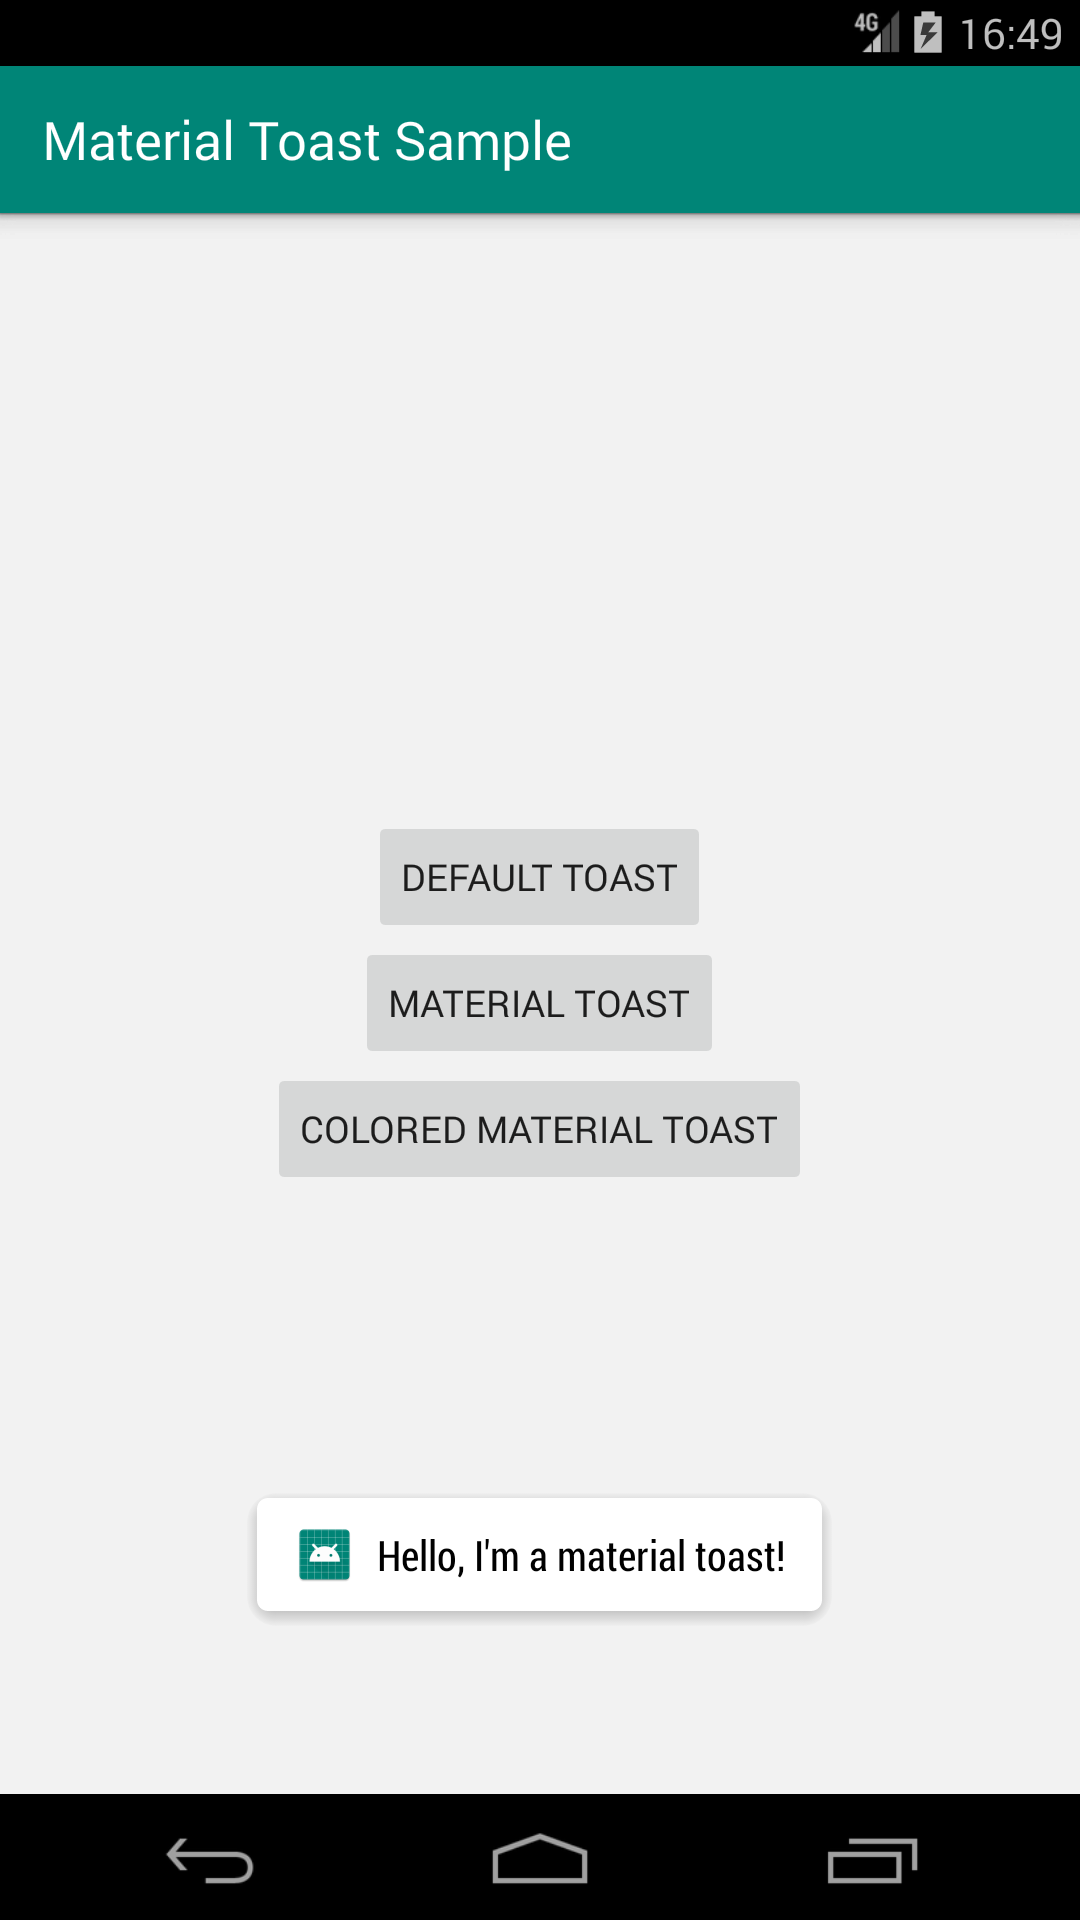 4G 16:49
Material Toast Sample
DEFAULT TOAST
MATERIAL TOAST
COLORED MATERIAL TOAST
Hello, I'm a material toast!